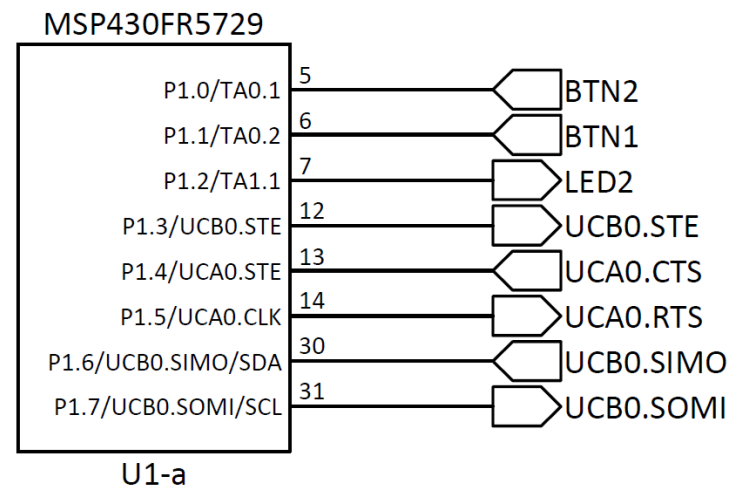 MSP430FR5729
P1.0/TA0.1 5 BTN2
P1.1/TA0.2 6 BTN1
P1.2/TA1.1 7 LED2
P1.3/UCB0.STE 12 UCB0.STE
P1.4/UCA0.STE 13 UCA0.CTS
P1.5/UCA0.CLK 14 UCA0.RTS
P1.6/UCB0.SIMO/SDA 30 UCB0.SIMO
P1.7/UCB0.SOMI/SCL 31 UCB0.SOMI
U1-a